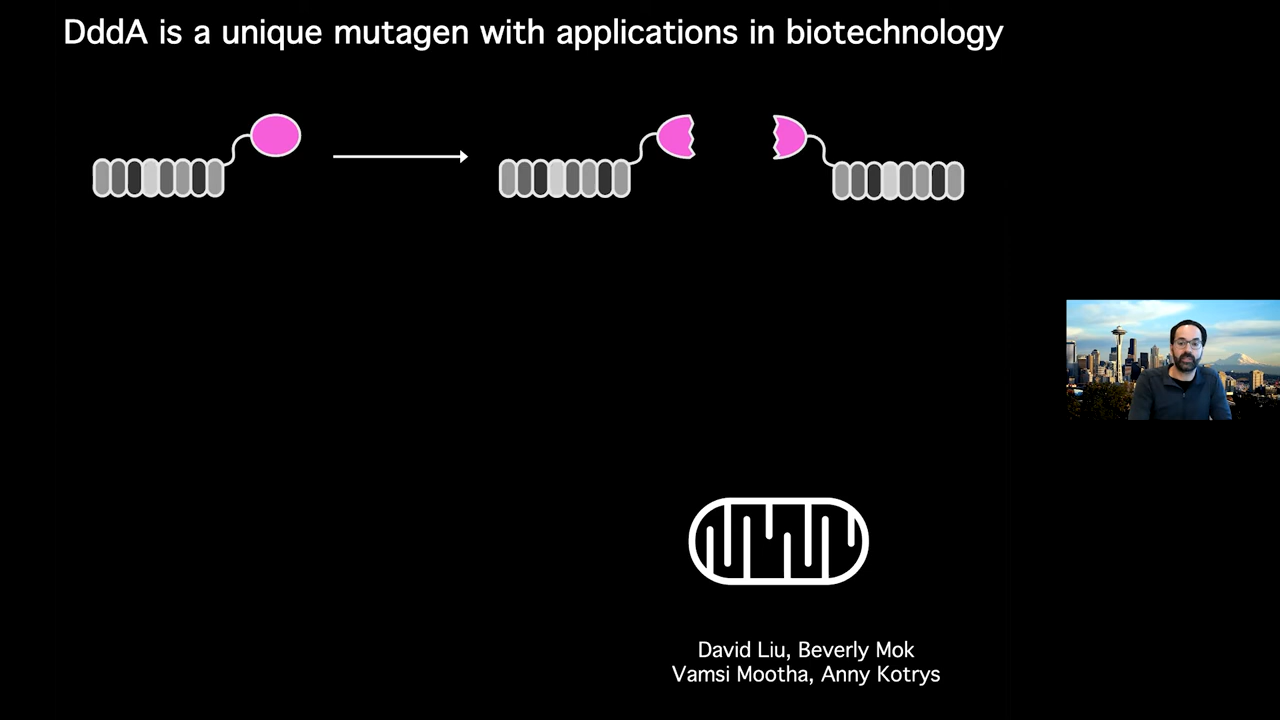 DddA is a unique mutagen with applications in biotechnology
David Liu, Beverly Mok
Vamsi Mootha, Anny Kotrys